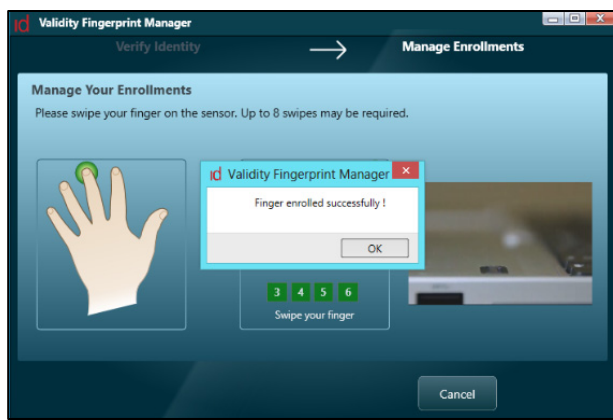 Validity Fingerprint Manager
Verify Identity
Manage Enrollments
Manage Your Enrollments
Please swipe your finger on the sensor. Up to 8 swipes may be required.
Validity Fingerprint Manager
Finger enrolled successfully !
OK
3 4 5 6
Swipe your finger
Cancel